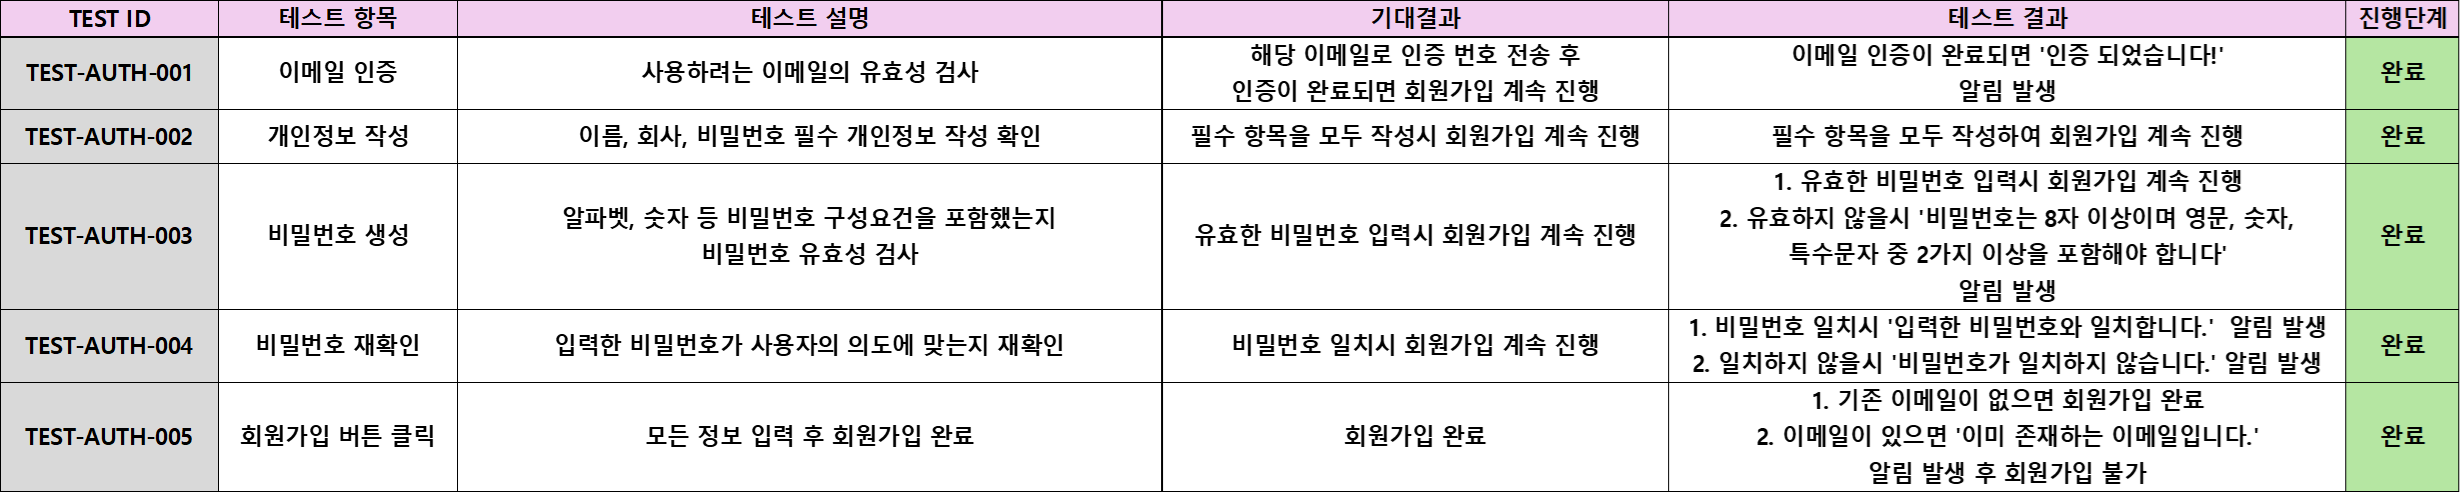 TEST ID 테스트 항목 테스트 설명 기대결과 테스트 결과 진행단계
TEST-AUTH-001 이메일 인증 사용하려는 이메일의 유효성 검사
해당 이메일로 인증 번호 전송 후
인증이 완료되면 회원가입 계속 진행
이메일 인증이 완료되면 '인증 되었습니다!'
알림 발생
완료
TEST-AUTH-002 개인정보 작성 이름, 회사, 비밀번호 필수 개인정보 작성 확인 필수 항목을 모두 작성시 회원가입 계속 진행 필수 항목을 모두 작성하여 회원가입 계속 진행 완료
TEST-AUTH-003 비밀번호 생성
알파벳, 숫자 등 비밀번호 구성요건을 포함했는지
비밀번호 유효성 검사
유효한 비밀번호 입력시 회원가입 계속 진행
1. 유효한 비밀번호 입력시 회원가입 계속 진행
2. 유효하지 않을시 '비밀번호는 8자 이상이며 영문, 숫자,
특수문자 중 2가지 이상을 포함해야 합니다'
알림 발생
완료
TEST-AUTH-004 비밀번호 재확인 입력한 비밀번호가 사용자의 의도에 맞는지 재확인 비밀번호 일치시 회원가입 계속 진행
1. 비밀번호 일치시 '입력한 비밀번호와 일치합니다.' 알림 발생
2. 일치하지 않을시 '비밀번호가 일치하지 않습니다.' 알림 발생
완료
TEST-AUTH-005 회원가입 버튼 클릭 모든 정보 입력 후 회원가입 완료 회원가입 완료
1. 기존 이메일이 없으면 회원가입 완료
2. 이메일이 있으면 '이미 존재하는 이메일입니다.'
알림 발생 후 회원가입 불가
완료